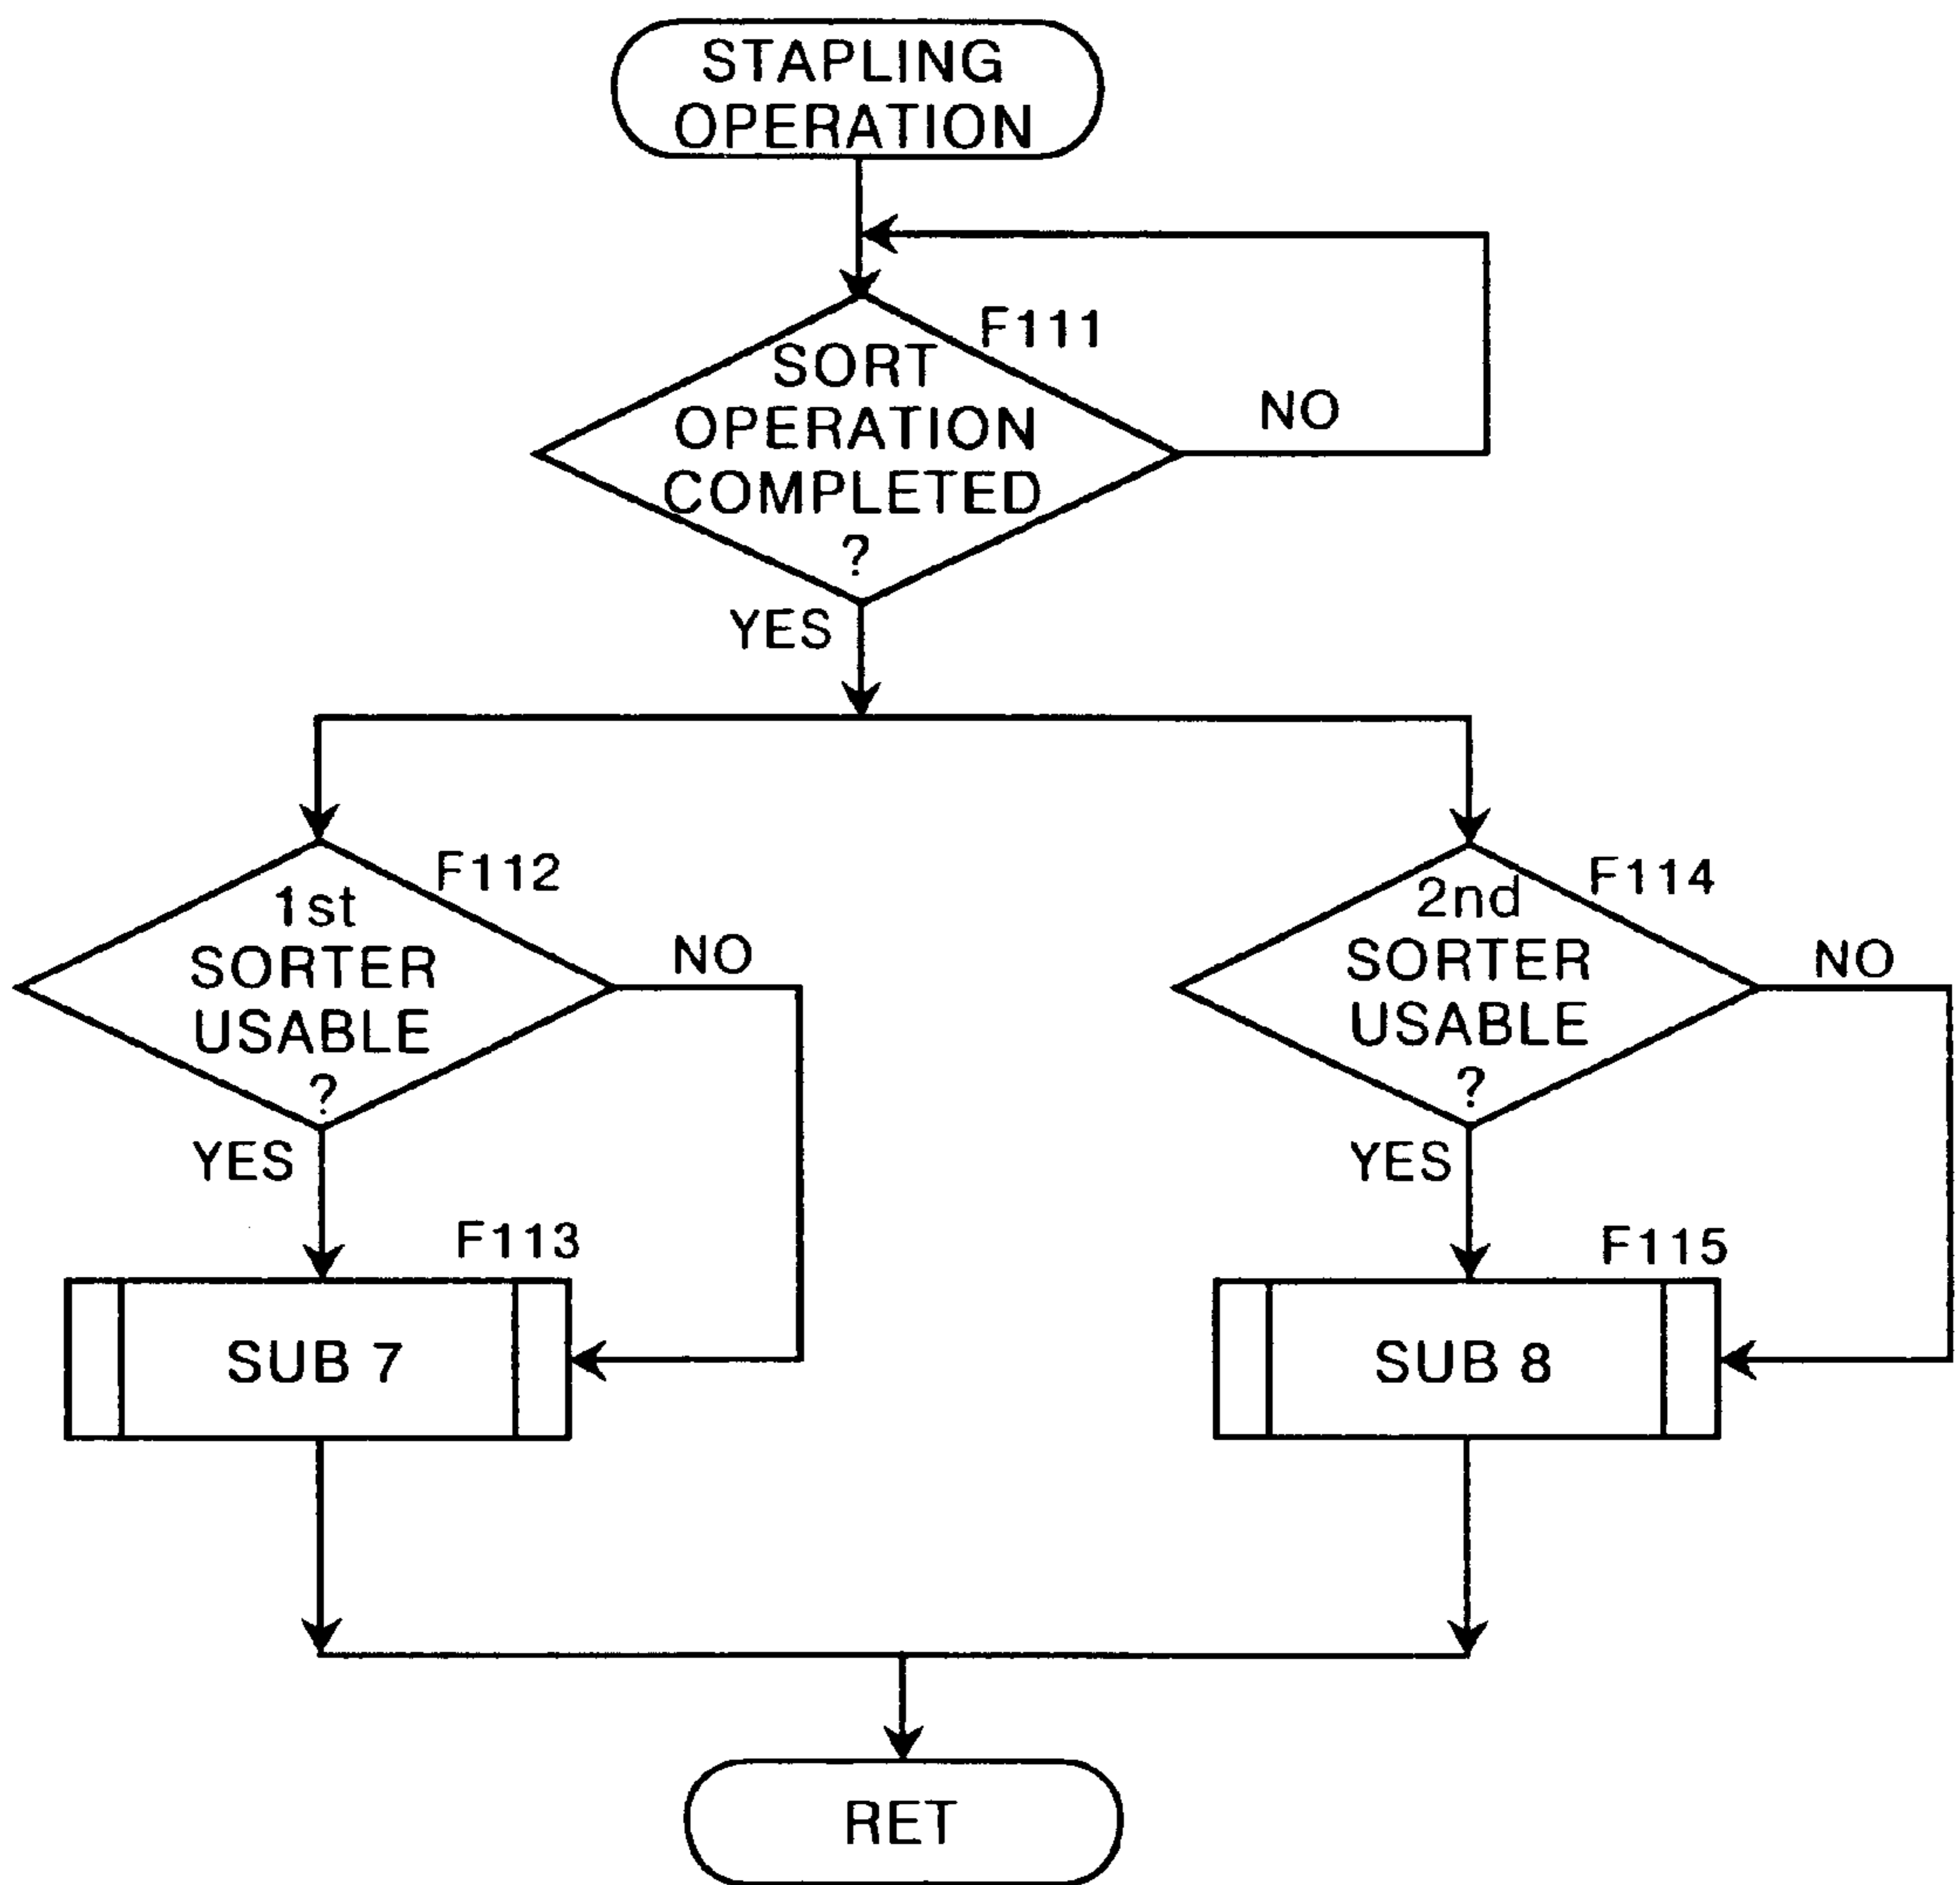 STAPLING
OPERATION
F111
SORT
OPERATION
COMPLETED
?
NO
YES
F112
1st
SORTER
USABLE
?
NO
YES
F114
2nd
SORTER
USABLE
?
NO
YES
F113
SUB 7
F115
SUB 8
RET